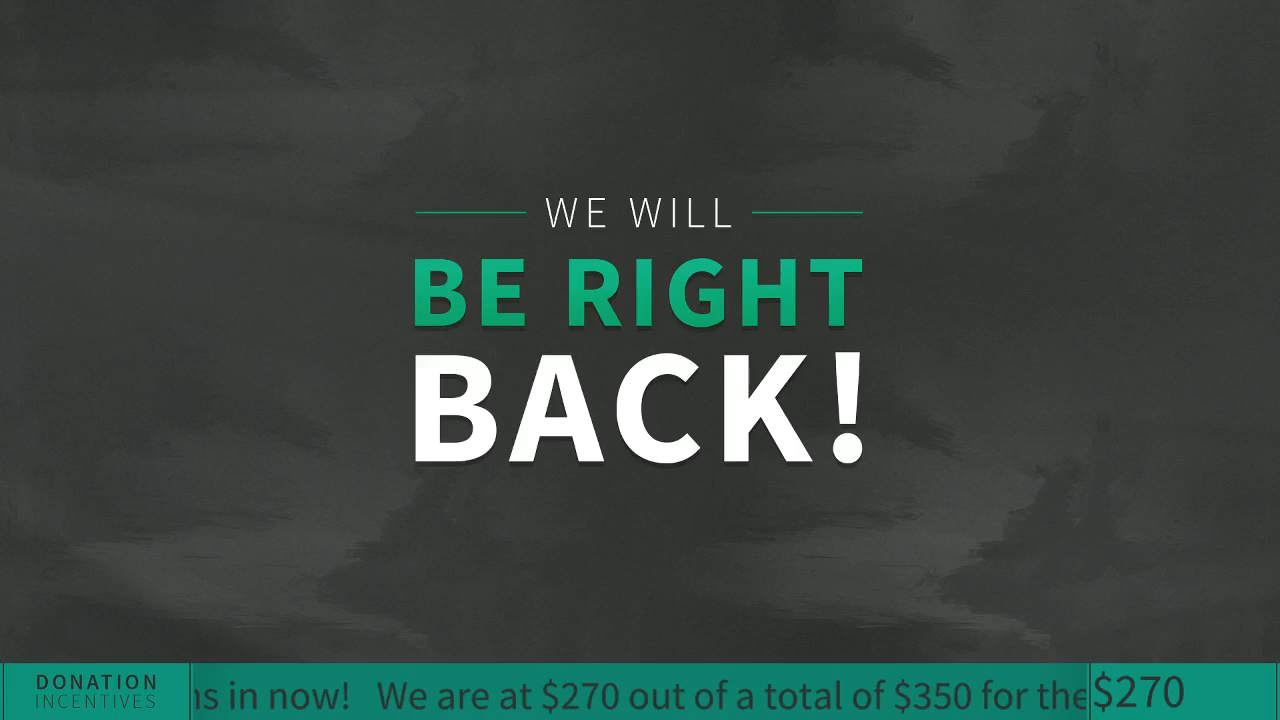 WE WILL
BE RIGHT
BACK!
DONATION
INCENTIVES
in now! We are at $270 out of a total of $350 for the
$270